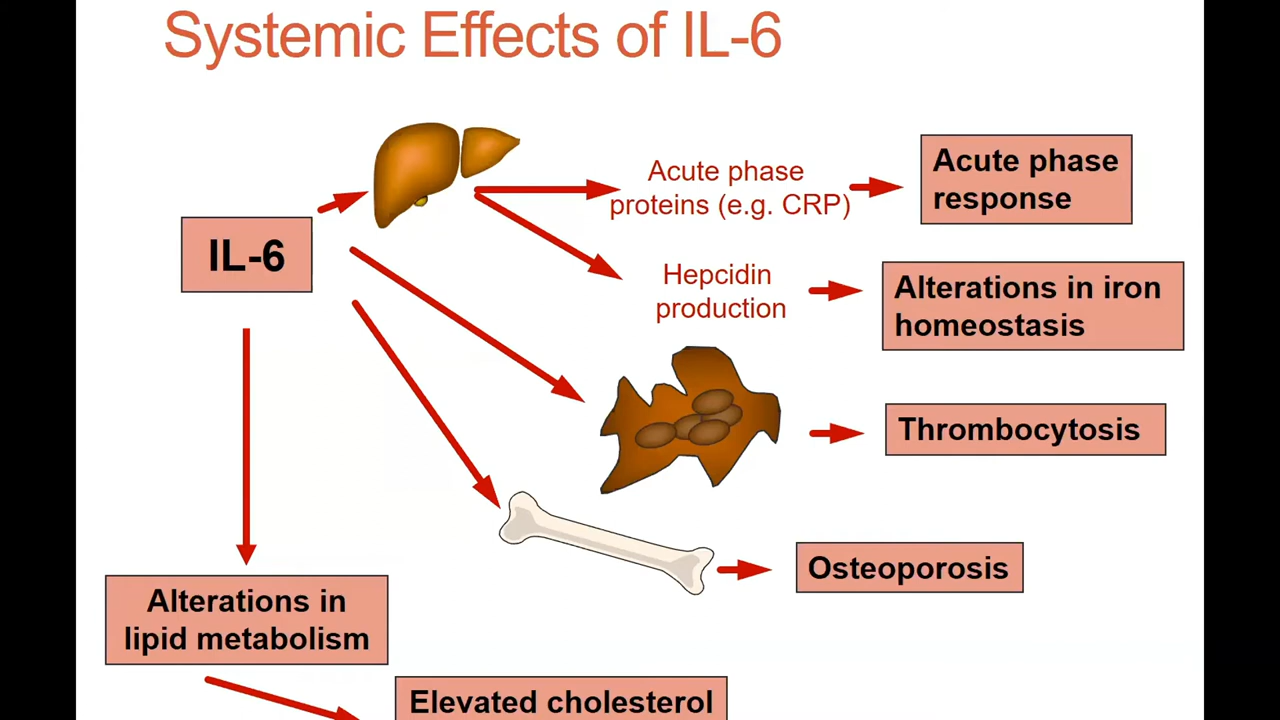 Systemic Effects of IL-6
Acute phase
proteins (e.g. CRP)
Acute phase
response
IL-6
Hepcidin
production
Alterations in iron
homeostasis
Thrombocytosis
Osteoporosis
Alterations in
lipid metabolism
Elevated cholesterol